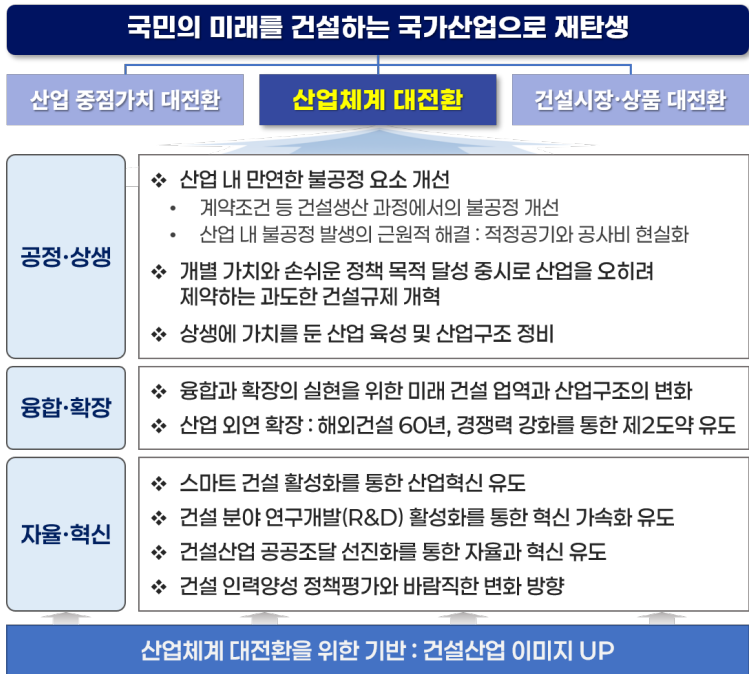 국민의 미래를 건설하는 국가산업으로 재탄생
산업 중점가치 대전환
산업체계 대전환
건설시장·상품 대전환
공정·상생
❖ 산업 내 만연한 불공정 요소 개선
• 계약조건 등 건설생산 과정에서의 불공정 개선
• 산업 내 불공정 발생의 근원적 해결 : 적정공기와 공사비 현실화
❖ 개별 가치와 손쉬운 정책 목적 달성 중시로 산업을 오히려
제약하는 과도한 건설규제 개혁
❖ 상생에 가치를 둔 산업 육성 및 산업구조 정비
융합·확장
❖ 융합과 확장의 실현을 위한 미래 건설 업역과 산업구조의 변화
❖ 산업 외연 확장 : 해외건설 60년, 경쟁력 강화를 통한 제2도약 유도
자율·혁신
❖ 스마트 건설 활성화를 통한 산업혁신 유도
❖ 건설 분야 연구개발(R&D) 활성화를 통한 혁신 가속화 유도
❖ 건설산업 공공조달 선진화를 통한 자율과 혁신 유도
❖ 건설 인력양성 정책평가와 바람직한 변화 방향
산업체계 대전환을 위한 기반 : 건설산업 이미지 UP